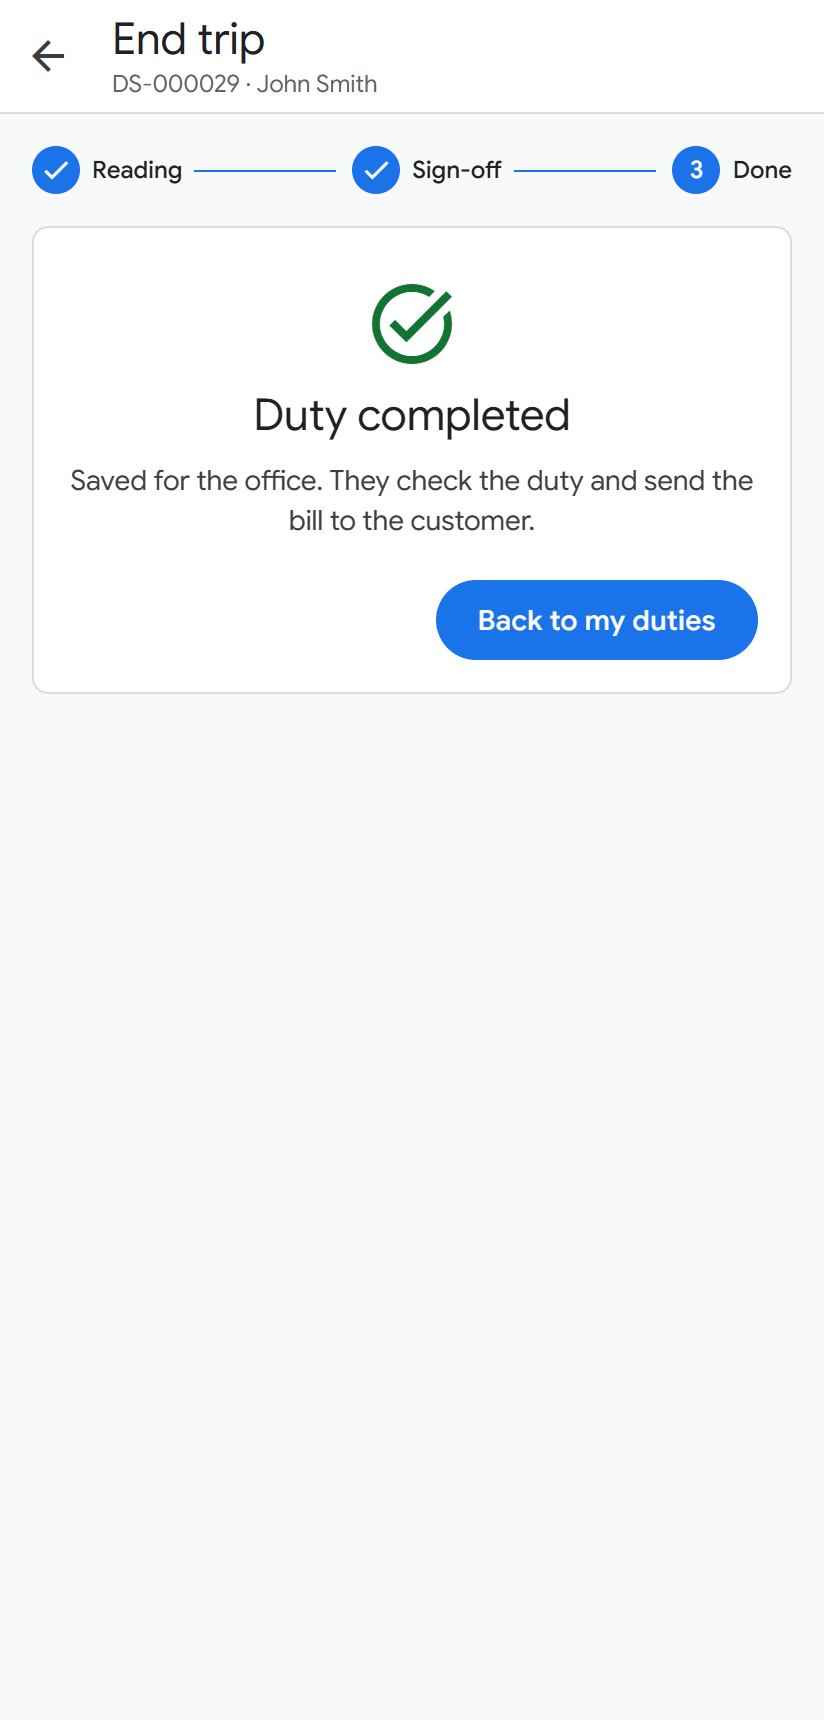 End trip
DS-000029 · John Smith
Reading
Sign-off
3 Done
Duty completed
Saved for the office. They check the duty and send the
bill to the customer.
Back to my duties